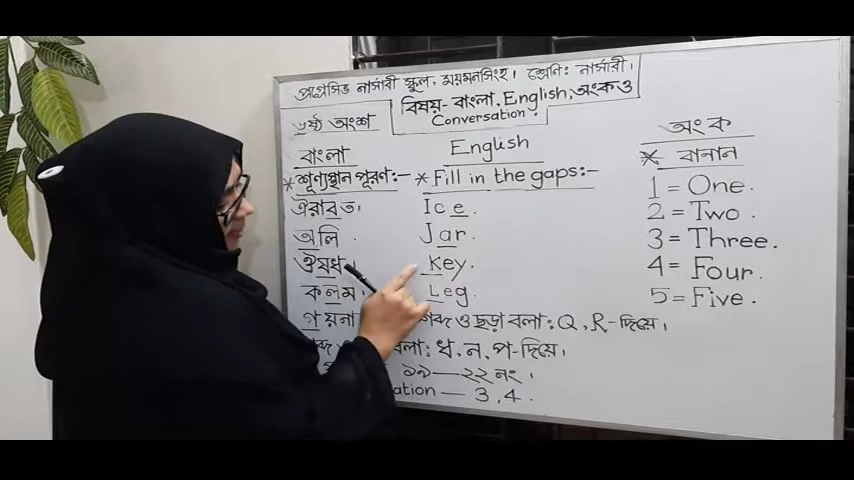 প্রগ্রেসিভ নার্সারী স্কুল, ময়মনসিংহ। শ্রেণি: নার্সারী।
বিষয়- বাংলা, English, অংক ও
Conversation.
৬ষ্ঠ অংশ
বাংলা
* শূণ্যস্থান পূরণ:-
ঐরাবত।
অলি
ঔষধ।
কলম।
গয়না
English
* Fill in the gaps:-
Ice.
Jar.
Key.
Leg.
ছড়া বলা: Q, R-দিয়ে।
বলা: ধ, ন, প-দিয়ে।
১৯—২২ নং।
ation — 3, 4.
অংক
* বানান
1 = One.
2 = Two.
3 = Three.
4 = Four.
5 = Five.